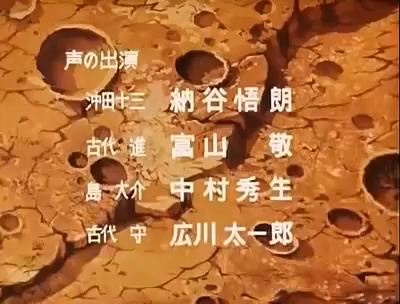 声の出演
沖田十三 納谷悟朗
古代 進 富山 敬
島 大介 中村秀生
古代 守 広川太一郎